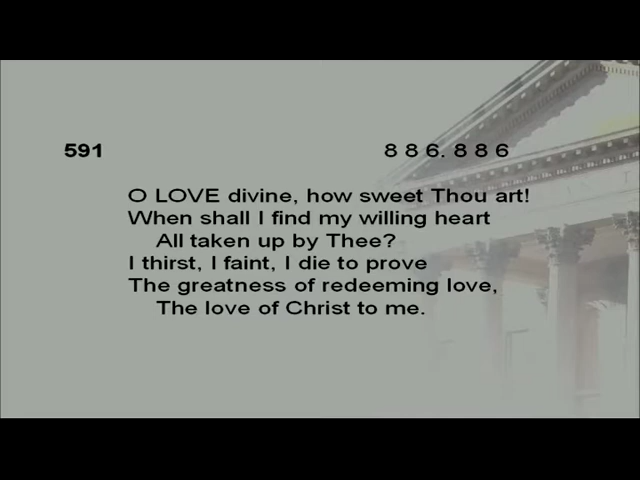 591 8 8 6. 8 8 6
O LOVE divine, how sweet Thou art!
When shall I find my willing heart
All taken up by Thee?
I thirst, I faint, I die to prove
The greatness of redeeming love,
The love of Christ to me.